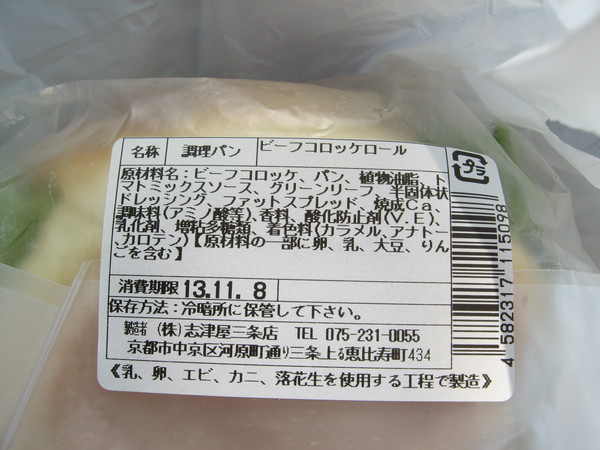 名称 調理パン ビーフコロッケロール
原材料名：ビーフコロッケ、パン、植物油脂、ト
マトミックスソース、グリーンリーフ、半固体状
ドレッシング、ファットスプレッド、焼成Ca、
調味料(アミノ酸等)、香料、酸化防止剤(V.E)、
乳化剤、増粘多糖類、着色料(カラメル、アナトー、
カロテン)【原材料の一部に卵、乳、大豆、りん
ごを含む】
消費期限 13.11.8
保存方法：冷暗所に保管して下さい。
製造者 (株)志津屋三条店 TEL 075-231-0055
京都市中京区河原町通り三条上る恵比寿町434
《乳、卵、エビ、カニ、落花生を使用する工程で製造》
プラ
4 582317 115098